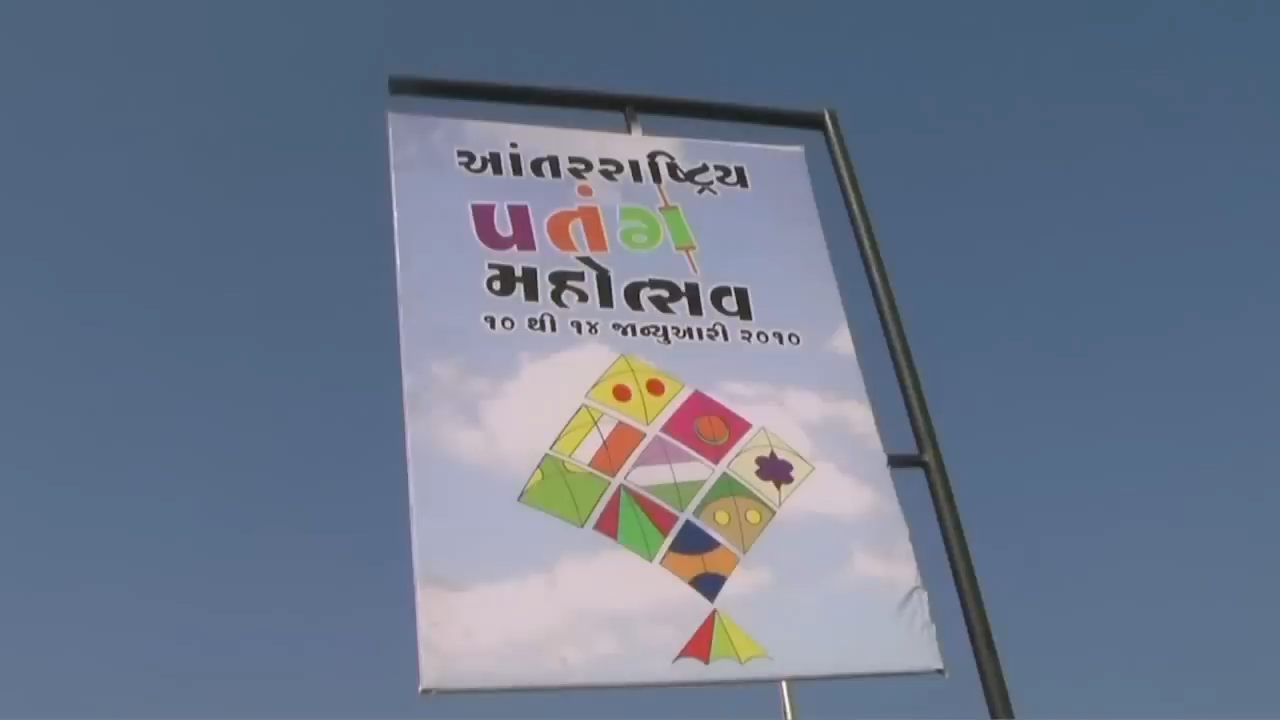 આંતરરાષ્ટ્રિય
પતંગ
મહોત્સવ
૧૦ થી ૧૪ જાન્યુઆરી ૨૦૧૦